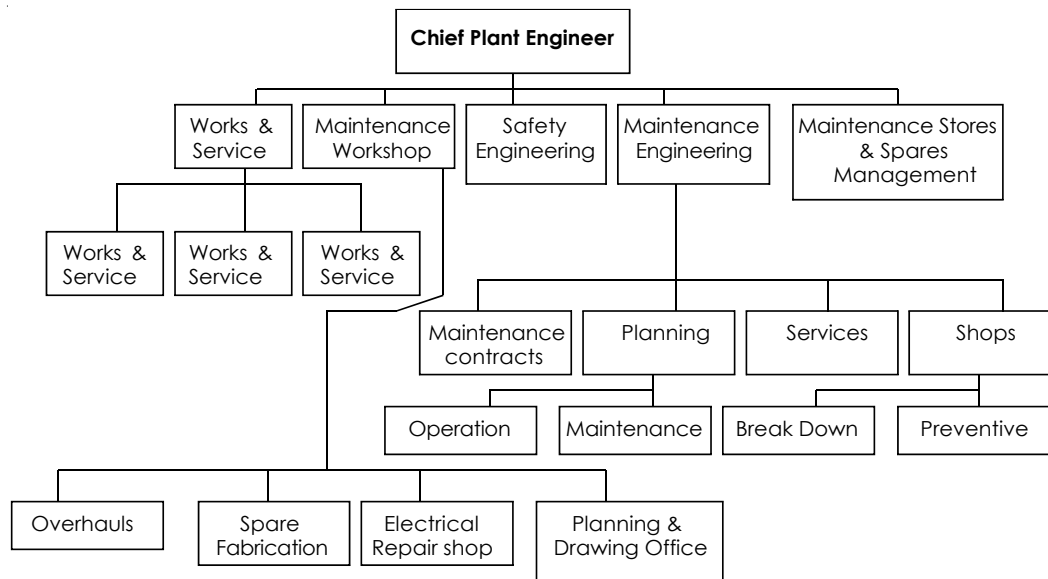 Chief Plant Engineer
Works &
Service
Maintenance
Workshop
Safety
Engineering
Maintenance
Engineering
Maintenance Stores
& Spares
Management
Works &
Service
Works &
Service
Works &
Service
Maintenance
contracts
Planning
Services
Shops
Operation
Maintenance
Break Down
Preventive
Overhauls
Spare
Fabrication
Electrical
Repair shop
Planning &
Drawing Office